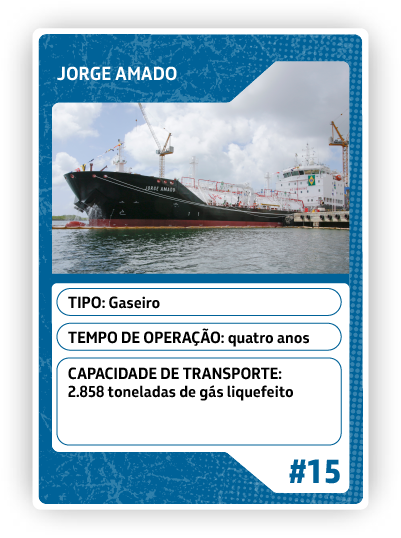 JORGE AMADO
JORGE AMADO
TIPO: Gaseiro
TEMPO DE OPERAÇÃO: quatro anos
CAPACIDADE DE TRANSPORTE:
2.858 toneladas de gás liquefeito
#15